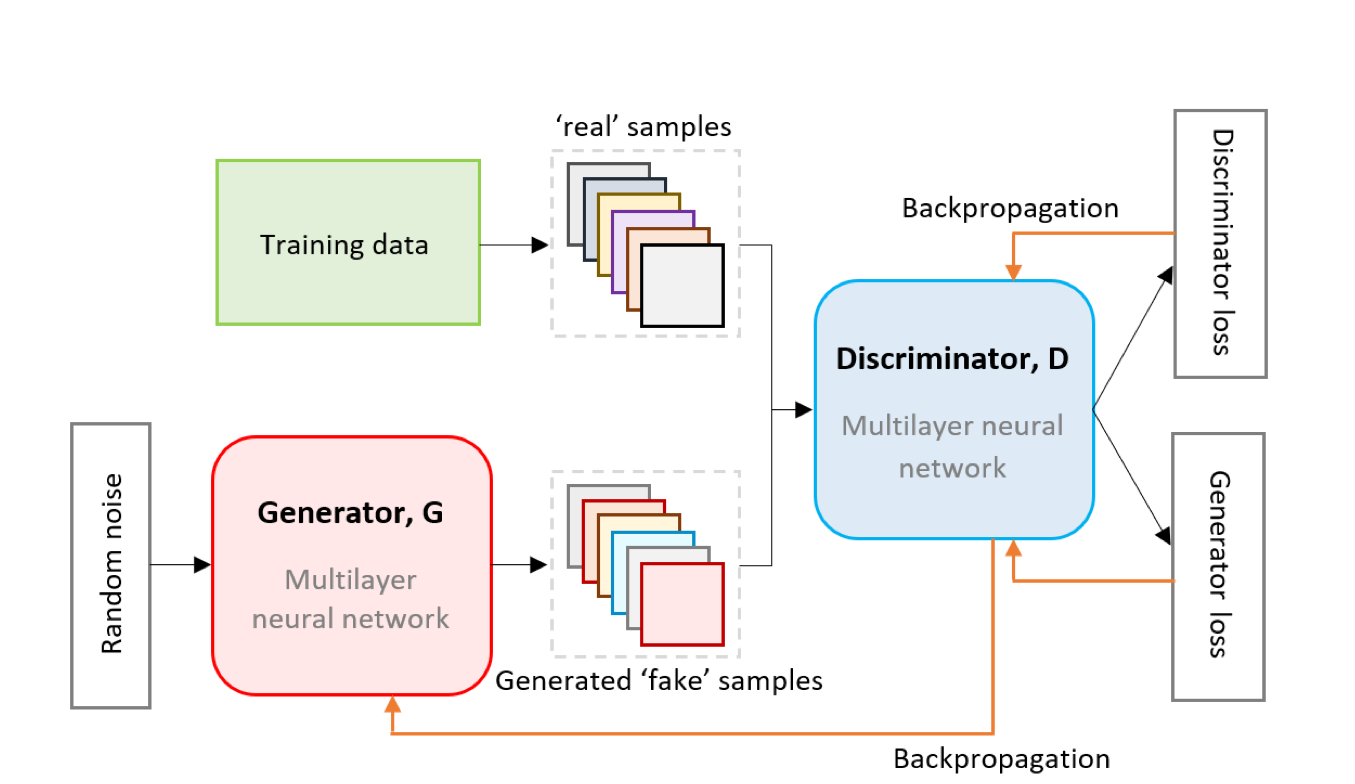 ‘real’ samples
Training data
Backpropagation
Discriminator loss
Discriminator, D
Multilayer neural
network
Random noise
Generator, G
Multilayer
neural network
Generated ‘fake’ samples
Generator loss
Backpropagation